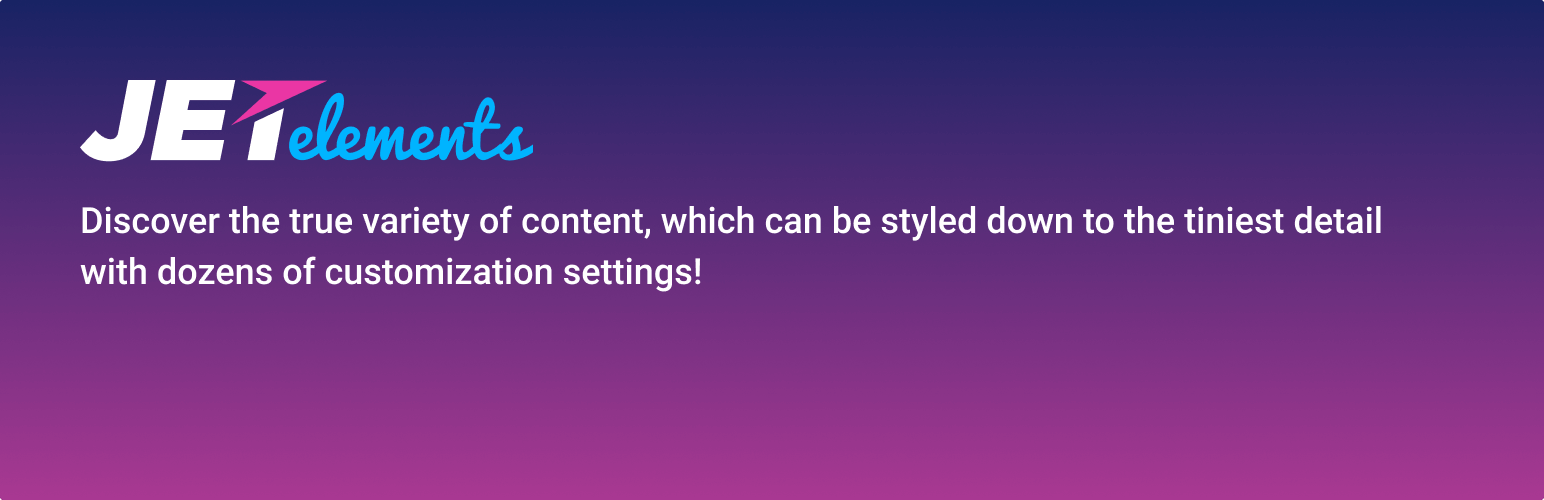 JET elements
Discover the true variety of content, which can be styled down to the tiniest detail
with dozens of customization settings!